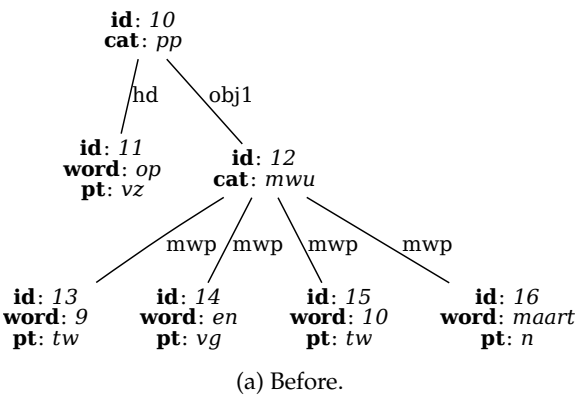 id: 10
cat: pp
hd
obj1
id: 11
word: op
pt: vz
id: 12
cat: mwu
mwp
mwp
mwp
mwp
id: 13
word: 9
pt: tw
id: 14
word: en
pt: vg
id: 15
word: 10
pt: tw
id: 16
word: maart
pt: n
(a) Before.